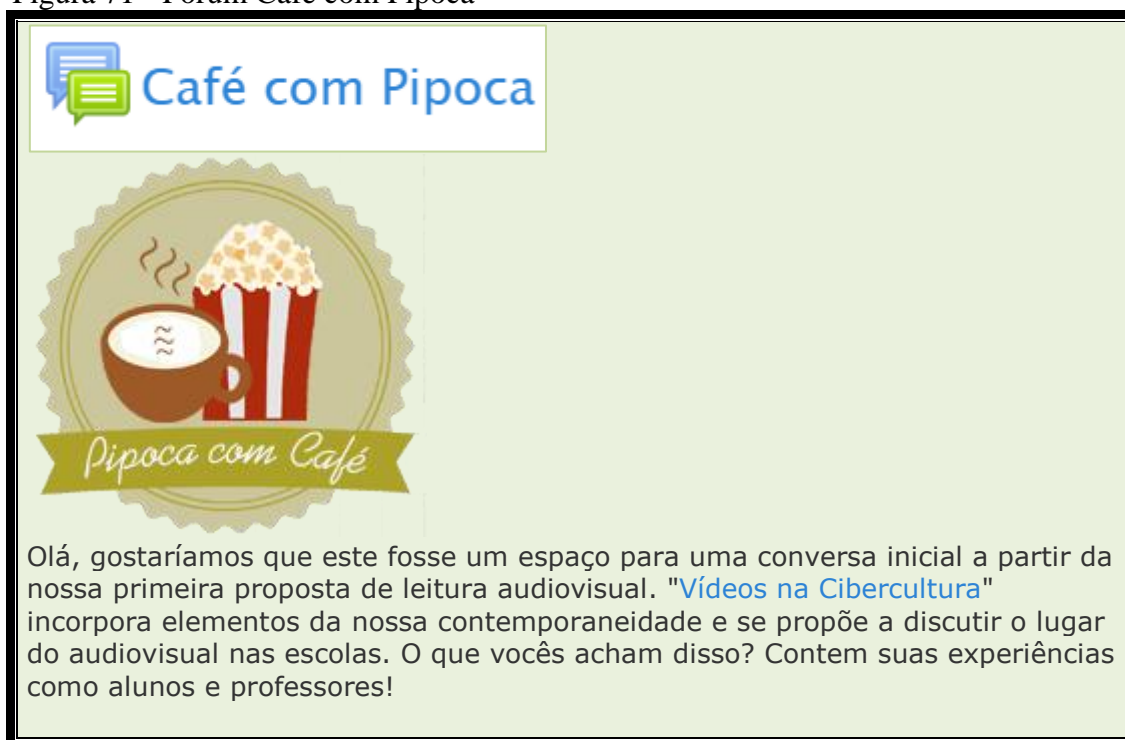 Figura 71 - Fórum Café com Pipoca
Café com Pipoca
Pipoca com Café
Olá, gostaríamos que este fosse um espaço para uma conversa inicial a partir da
nossa primeira proposta de leitura audiovisual. "Vídeos na Cibercultura"
incorpora elementos da nossa contemporaneidade e se propõe a discutir o lugar
do audiovisual nas escolas. O que vocês acham disso? Contem suas experiências
como alunos e professores!